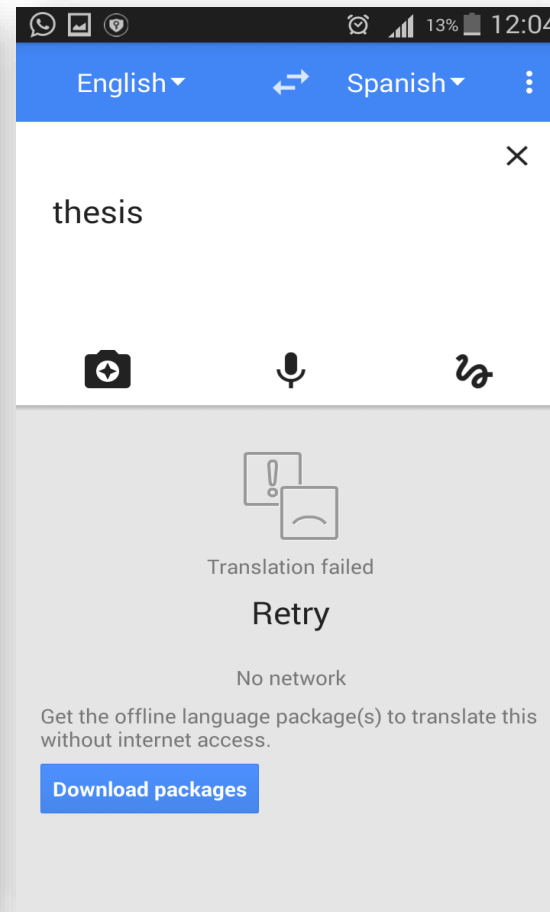 13% 12:04
English Spanish
thesis
Translation failed
Retry
No network
Get the offline language package(s) to translate this
without internet access.
Download packages